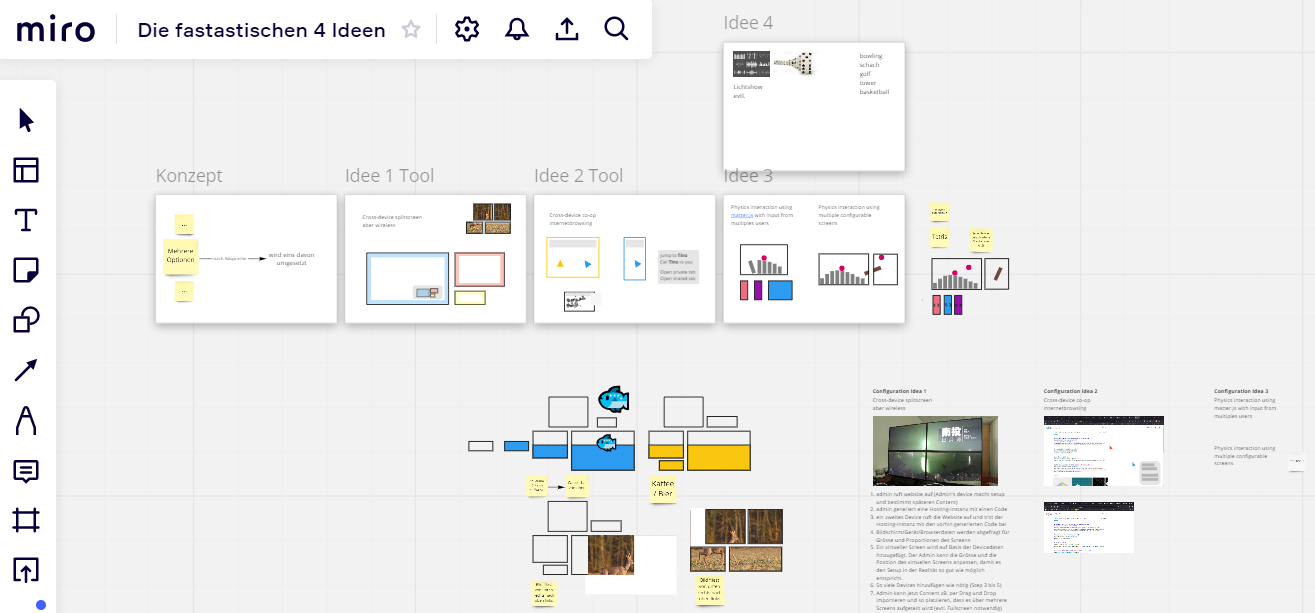 miro
Die fastastischen 4 Ideen
Idee 4
Lichtshow
evtl.
bowling
schach
golf
tower
basketball
Konzept
...
Mehrere
Optionen
nach Absprache
wird eins davon
umgesetzt
...
Idee 1 Tool
Cross-device splitscreen
aber wireless
Idee 2 Tool
Cross-device co-op
internetbrowsing
Jump to Tino
Call Tino to you
Open private tab
Open shared tab
Idee 3
Physics interaction using
matter.js with input from
multiples users
Physics interaction using
multiple configurable
screens
Tetris
Kaffee
/ Bier
Configuration Idea 1
Cross-device splitscreen
aber wireless
1. admin ruft website auf (Admin's device macht setup
und bestimmt späteren Content)
2. admin generiert eine Hosting-Instanz mit einen Code
3. ein zweites Device ruft die Website auf und tritt der
Hosting-Instanz mit den vorhin generierten Code bei
4. Bildschirm/Gerät/Browserdaten werden abgefragt für
Grösse und Proportionen des Screens
5. Ein virtueller Screen wird auf Basis der Devicedaten
hinzugefügt. Der Admin kann die Grösse und die
Position des virtuellen Screens anpassen, damit es
den Setup in der Realität so gut wie möglich
entspricht.
6. So viele Devices hinzufügen wie nötig (Step 3 bis 5)
7. Admin kann jetzt Content zB. per Drag und Drop
importieren und so platzieren, dass es über mehrere
Screens aufgeteilt wird (evtl. Fullscreen notwendig)
Configuration Idea 2
Cross-device co-op
internetbrowsing
Configuration Idea 3
Physics interaction using
matter.js with input from
multiples users
Physics interaction using
multiple configurable
screens